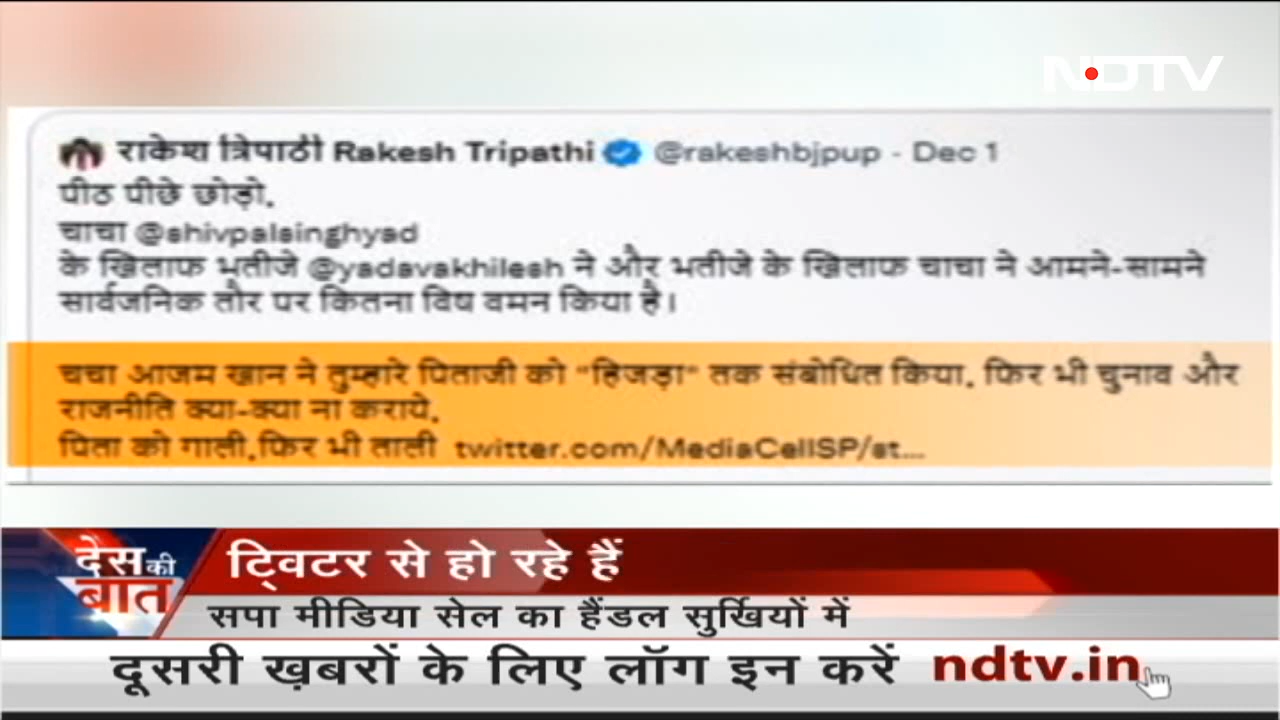 NDTV
राकेश त्रिपाठी Rakesh Tripathi @rakeshbjpup - Dec 1
पीठ पीछे छोड़ो.
चाचा @shivpalsinghyad
के खिलाफ भतीजे @yadavakhilesh ने और भतीजे के खिलाफ चाचा ने आमने-सामने
सार्वजनिक तौर पर कितना विष वमन किया है।
चचा आजम खान ने तुम्हारे पिताजी को "हिजड़ा" तक संबोधित किया. फिर भी चुनाव और
राजनीति क्या-क्या ना कराये.
पिता को गाली.फिर भी ताली twitter.com/MediaCellSP/st...
देस की
बात
ट्विटर से हो रहे हैं
सपा मीडिया सेल का हैंडल सुर्खियों में
दूसरी ख़बरों के लिए लॉग इन करें ndtv.in